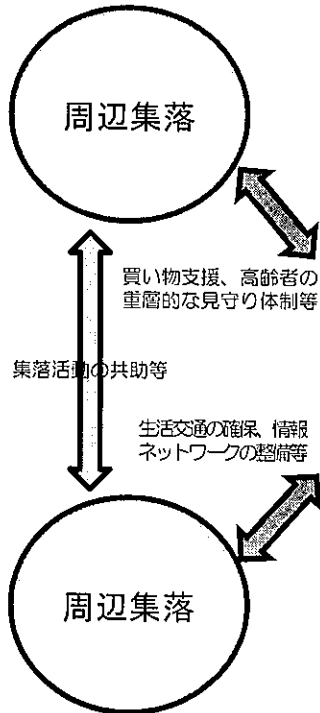 周辺集落
買い物支援、高齢者の
重層的な見守り体制等
集落活動の共助等
生活交通の確保、情報
ネットワークの整備等
周辺集落